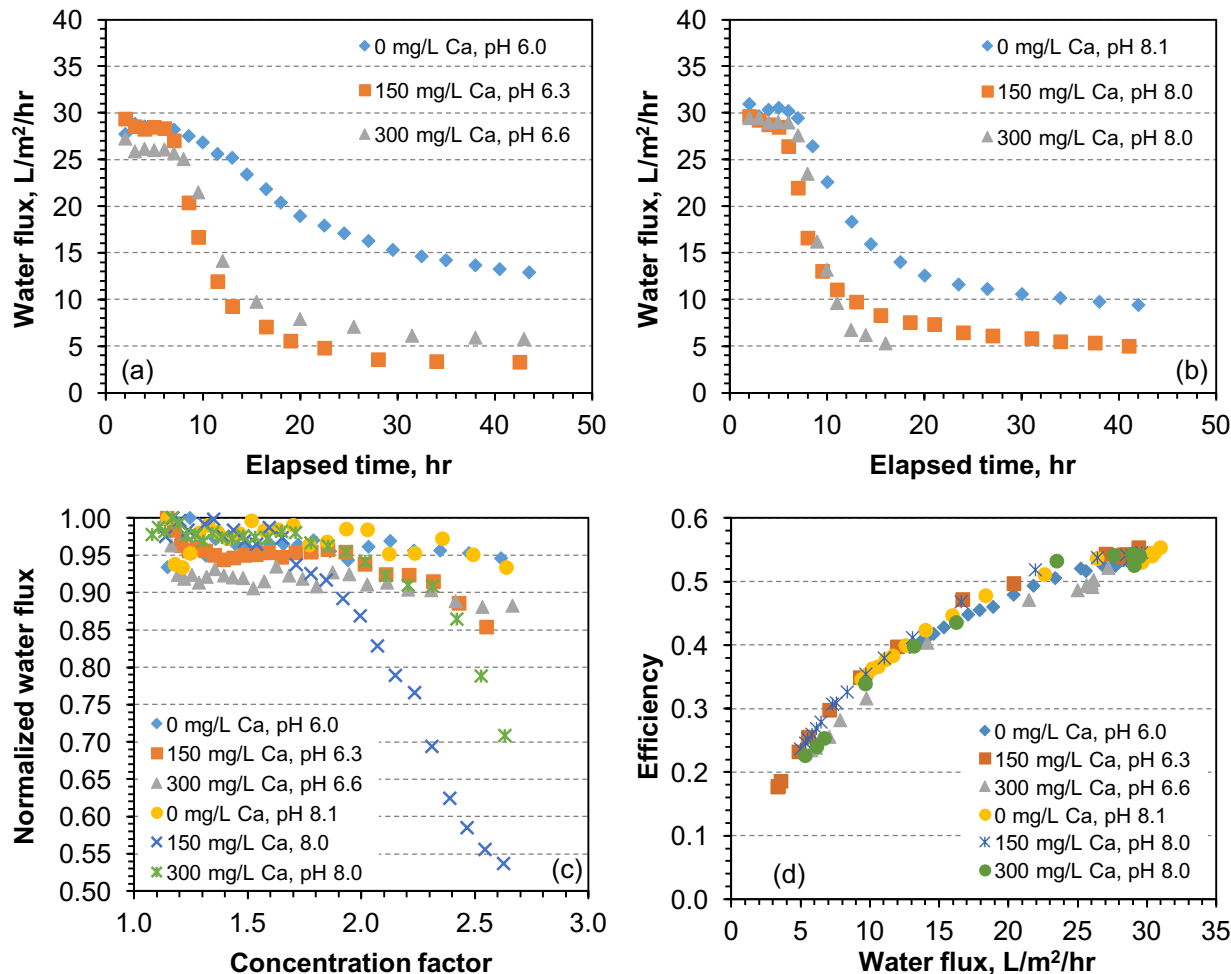 40
35
30
25
20
15
10
5
0
Water flux, L/m²/hr
0 mg/L Ca, pH 6.0
150 mg/L Ca, pH 6.3
300 mg/L Ca, pH 6.6
(a)
0 10 20 30 40 50
Elapsed time, hr
40
35
30
25
20
15
10
5
0
Water flux, L/m²/hr
0 mg/L Ca, pH 8.1
150 mg/L Ca, pH 8.0
300 mg/L Ca, pH 8.0
(b)
0 10 20 30 40 50
Elapsed time, hr
1.00
0.95
0.90
0.85
0.80
0.75
0.70
0.65
0.60
0.55
0.50
Normalized water flux
0 mg/L Ca, pH 6.0
150 mg/L Ca, pH 6.3
300 mg/L Ca, pH 6.6
0 mg/L Ca, pH 8.1
150 mg/L Ca, 8.0
300 mg/L Ca, pH 8.0
(c)
1.0 1.5 2.0 2.5 3.0
Concentration factor
0.6
0.5
0.4
0.3
0.2
0.1
0.0
Efficiency
0 mg/L Ca, pH 6.0
150 mg/L Ca, pH 6.3
300 mg/L Ca, pH 6.6
0 mg/L Ca, pH 8.1
150 mg/L Ca, pH 8.0
300 mg/L Ca, pH 8.0
(d)
0 5 10 15 20 25 30 35
Water flux, L/m²/hr